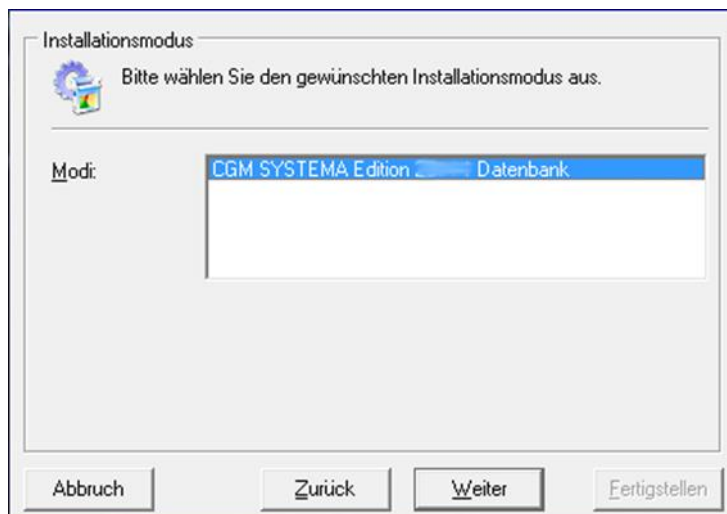 Installationsmodus
Bitte wählen Sie den gewünschten Installationsmodus aus.
Modi:
CGM SYSTEMA Edition Datenbank
Abbruch
Zurück
Weiter
Fertigstellen